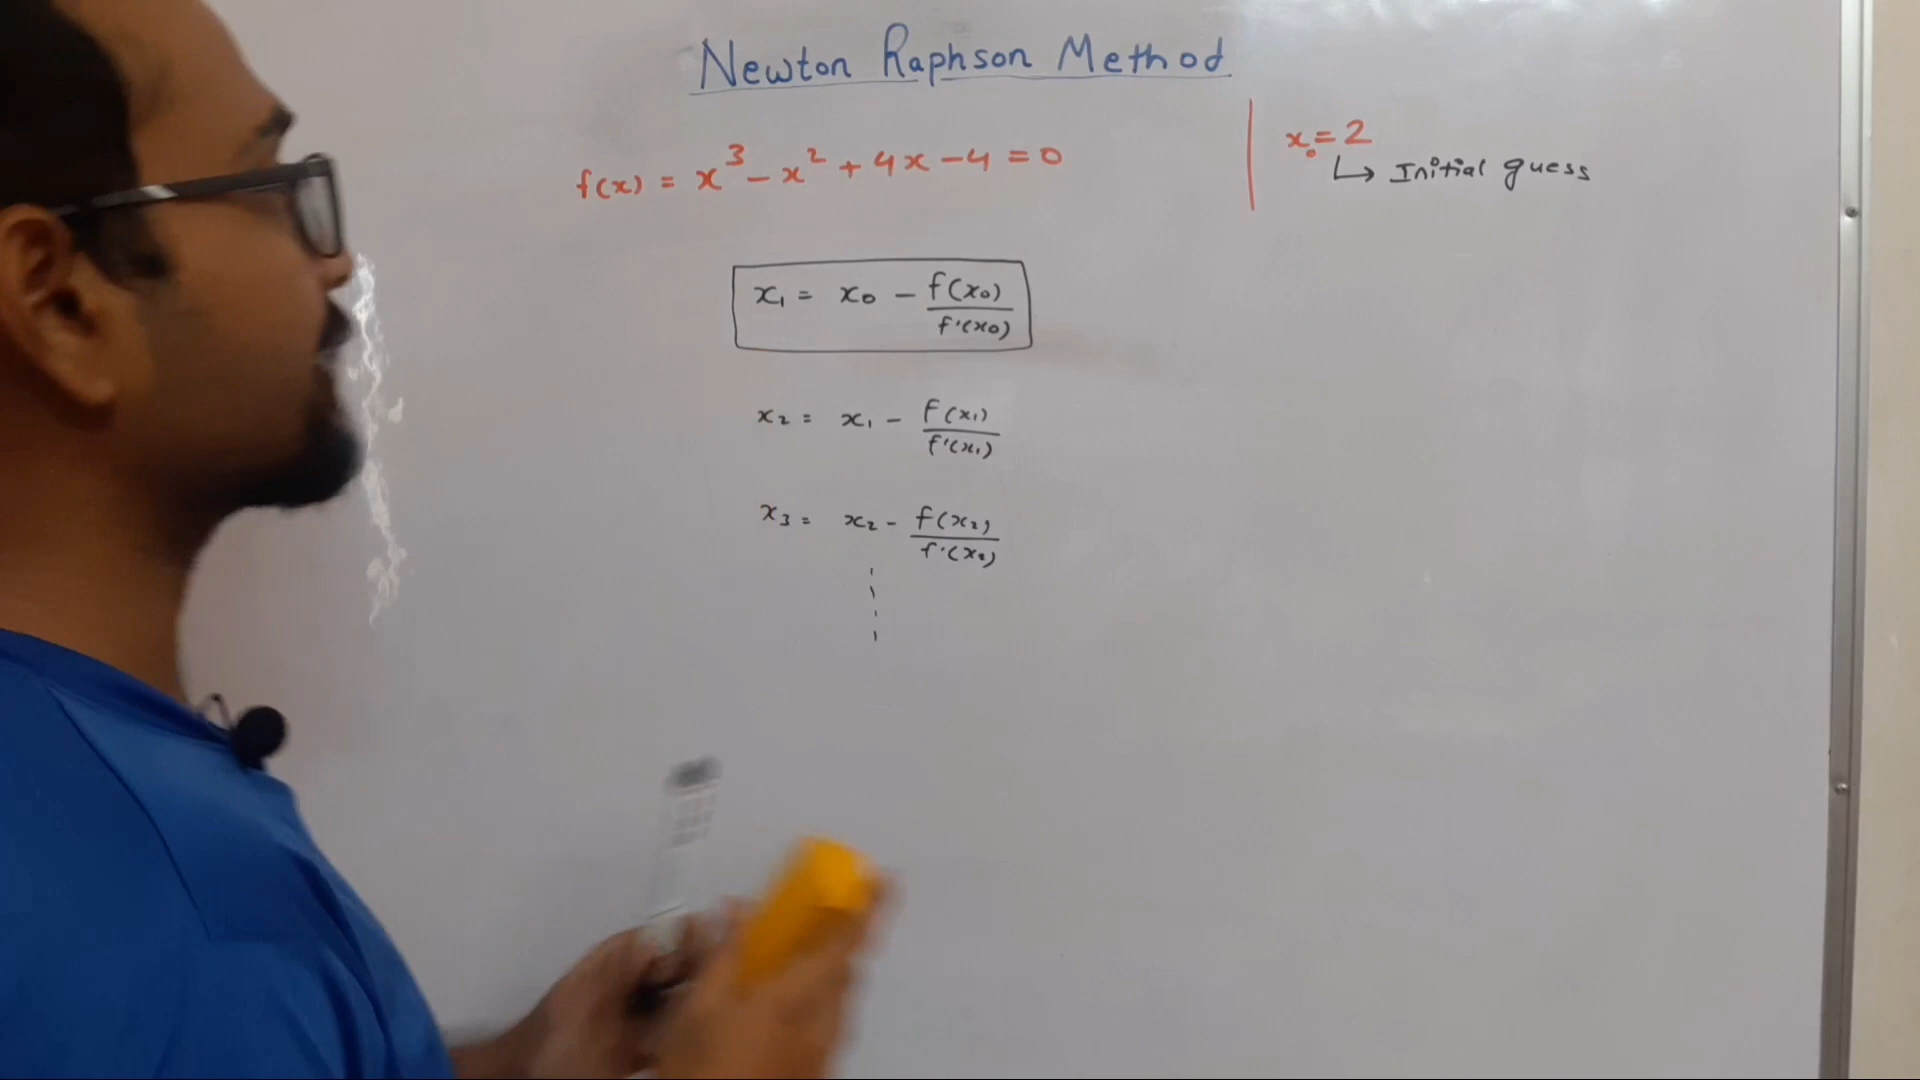 Newton Raphson Method
f(x) = x³ - x² + 4x - 4 = 0
x₀ = 2
↳ Initial guess
x₁ = x₀ - f(x₀)/f'(x₀)
x₂ = x₁ - f(x₁)/f'(x₁)
x₃ = x₂ - f(x₂)/f'(x₂)